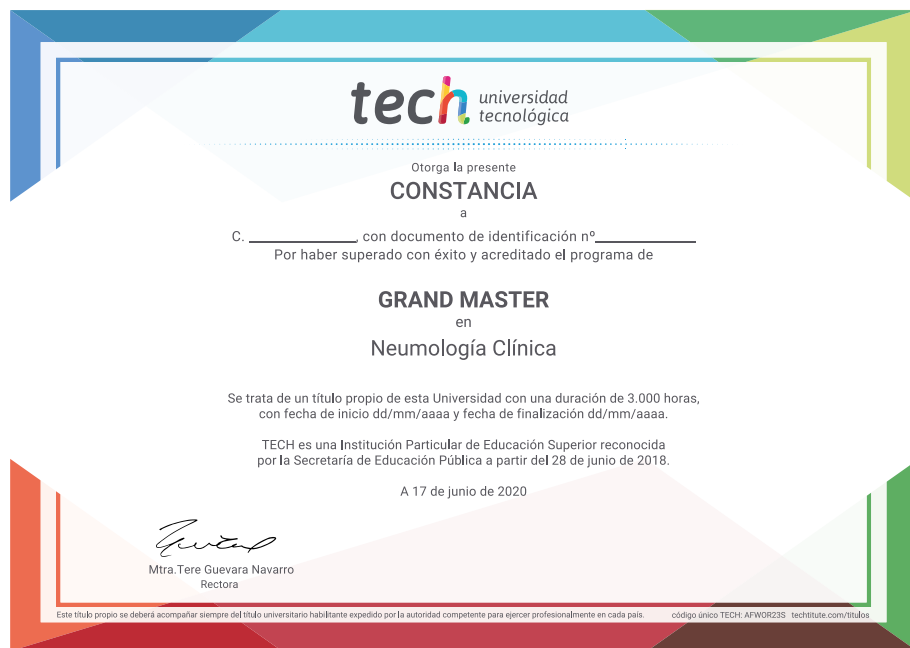 tech universidad
tecnológica
Otorga la presente
CONSTANCIA
a
C. ____________, con documento de identificación nº____________
Por haber superado con éxito y acreditado el programa de
GRAND MASTER
en
Neumología Clínica
Se trata de un título propio de esta Universidad con una duración de 3.000 horas,
con fecha de inicio dd/mm/aaaa y fecha de finalización dd/mm/aaaa.
TECH es una Institución Particular de Educación Superior reconocida
por la Secretaría de Educación Pública a partir del 28 de junio de 2018.
A 17 de junio de 2020
Mtra.Tere Guevara Navarro
Rectora
Este título propio se deberá acompañar siempre del título universitario habilitante expedido por la autoridad competente para ejercer profesionalmente en cada país. código único TECH: AFWOR23S techtitute.com/titulos